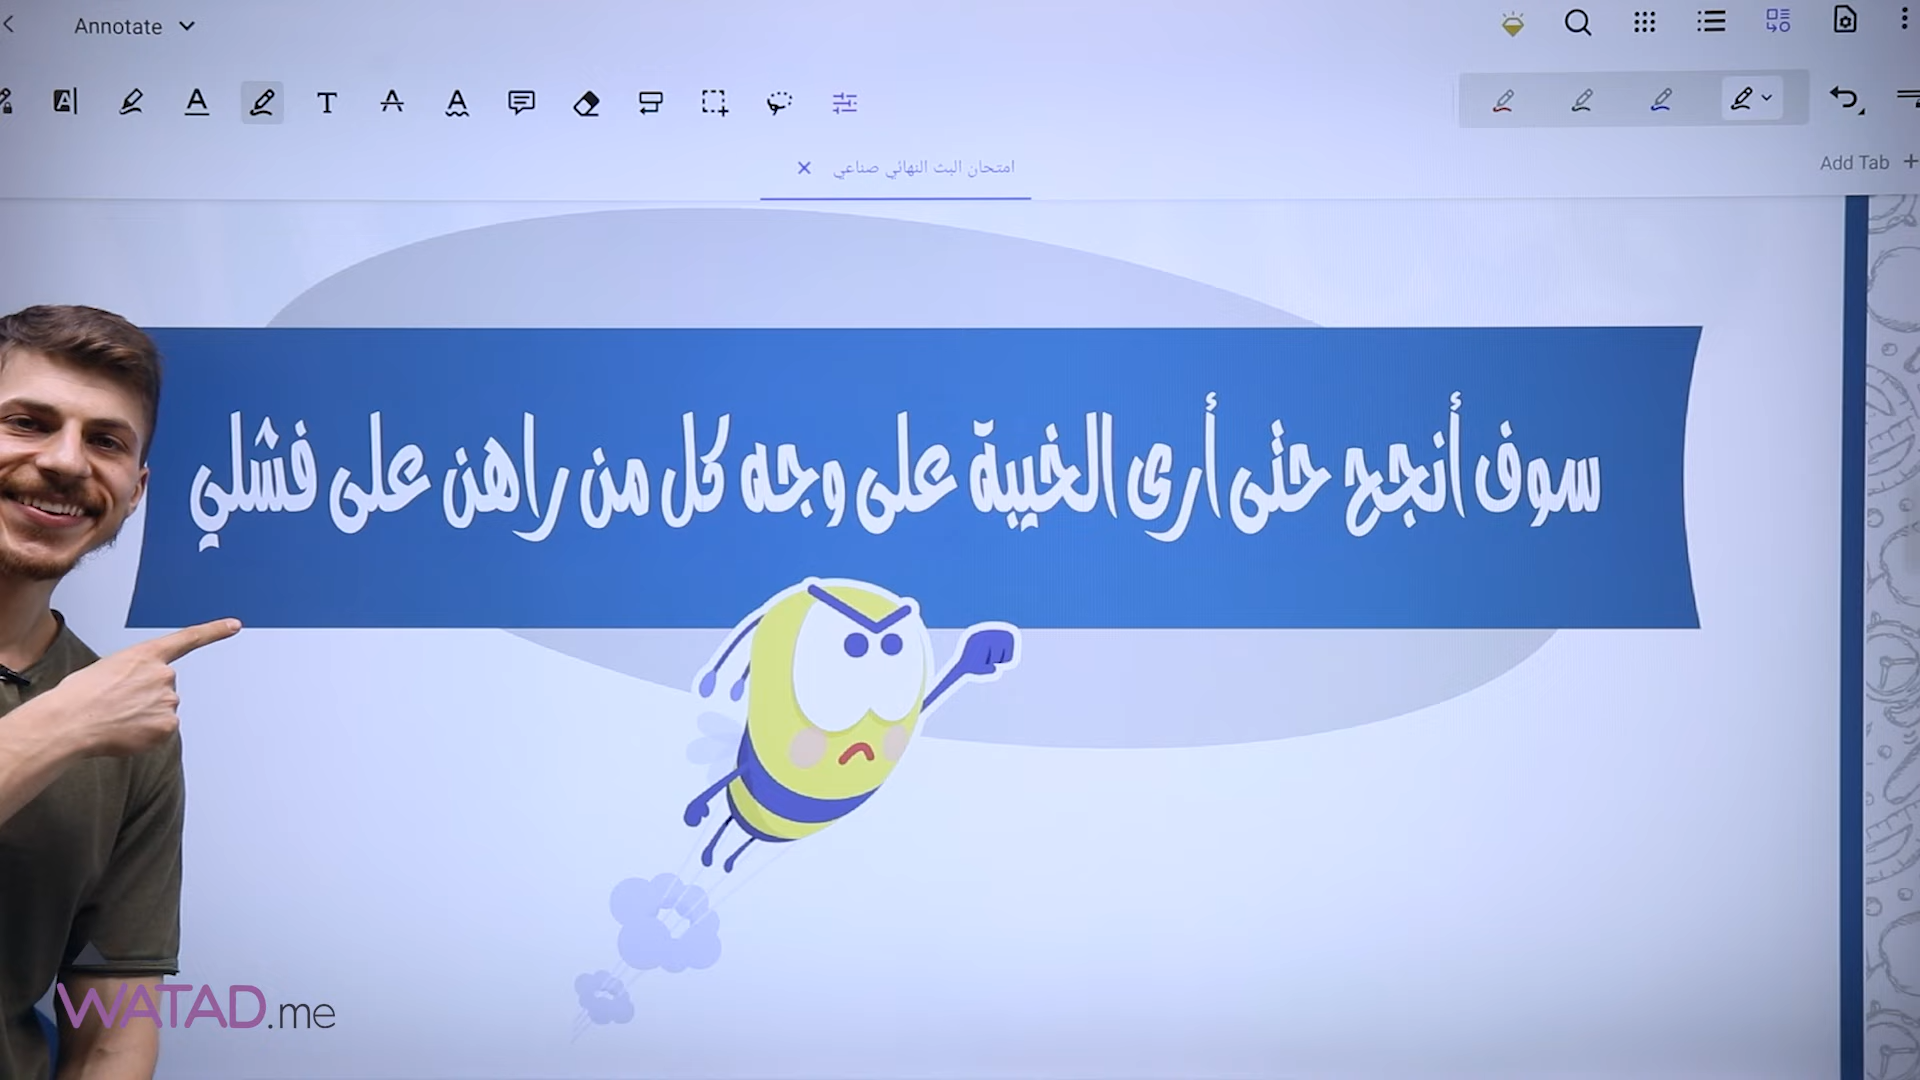 Annotate
امتحان البث النهائي صناعي
Add Tab
سوف أنجح حتى أرى الخيبة على وجه كل من راهن على فشلي
WATAD.me